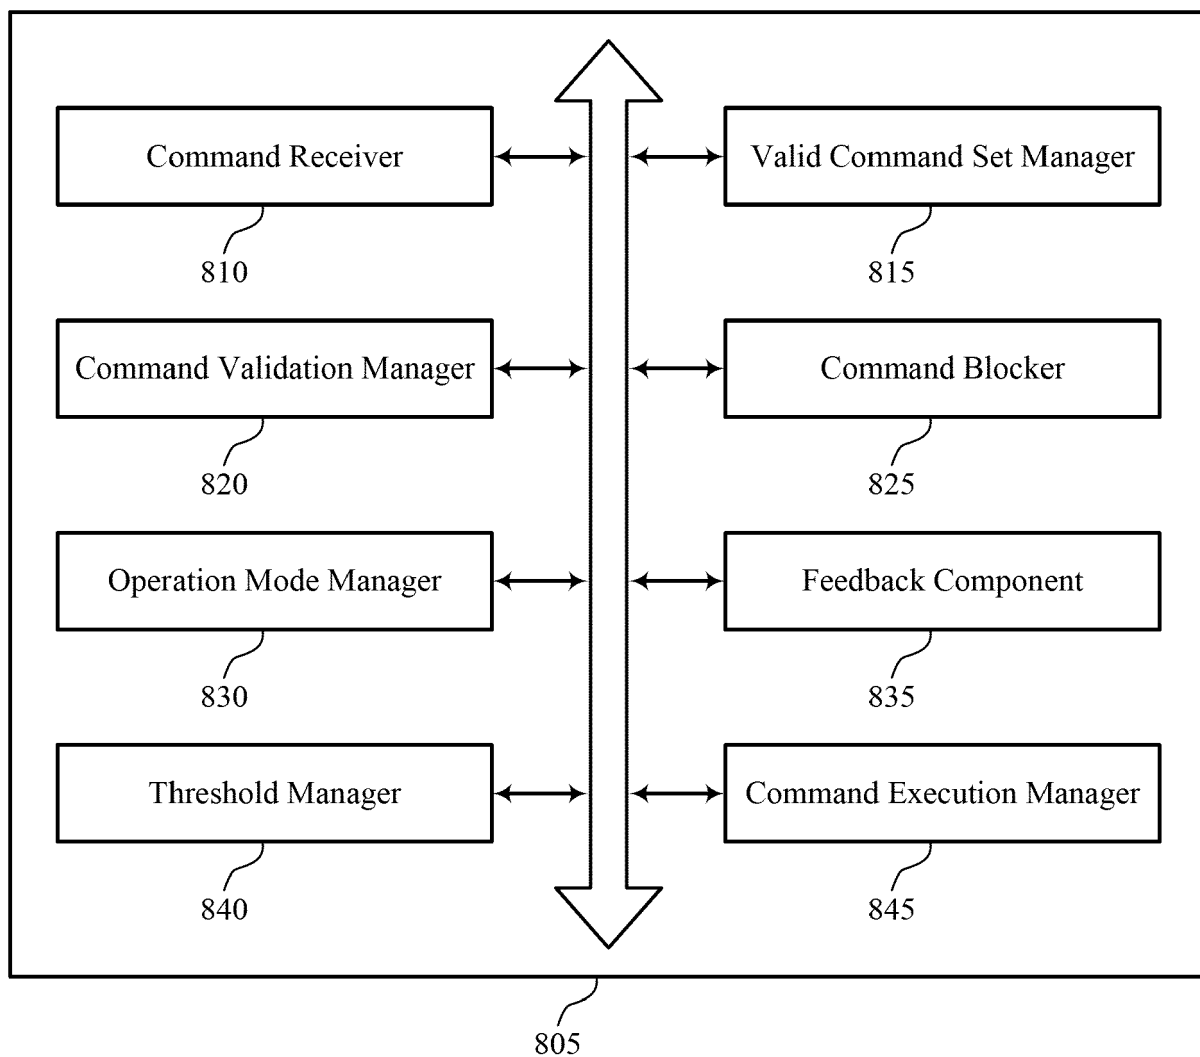 Command Receiver
810
Valid Command Set Manager
815
Command Validation Manager
820
Command Blocker
825
Operation Mode Manager
830
Feedback Component
835
Threshold Manager
840
Command Execution Manager
845
805